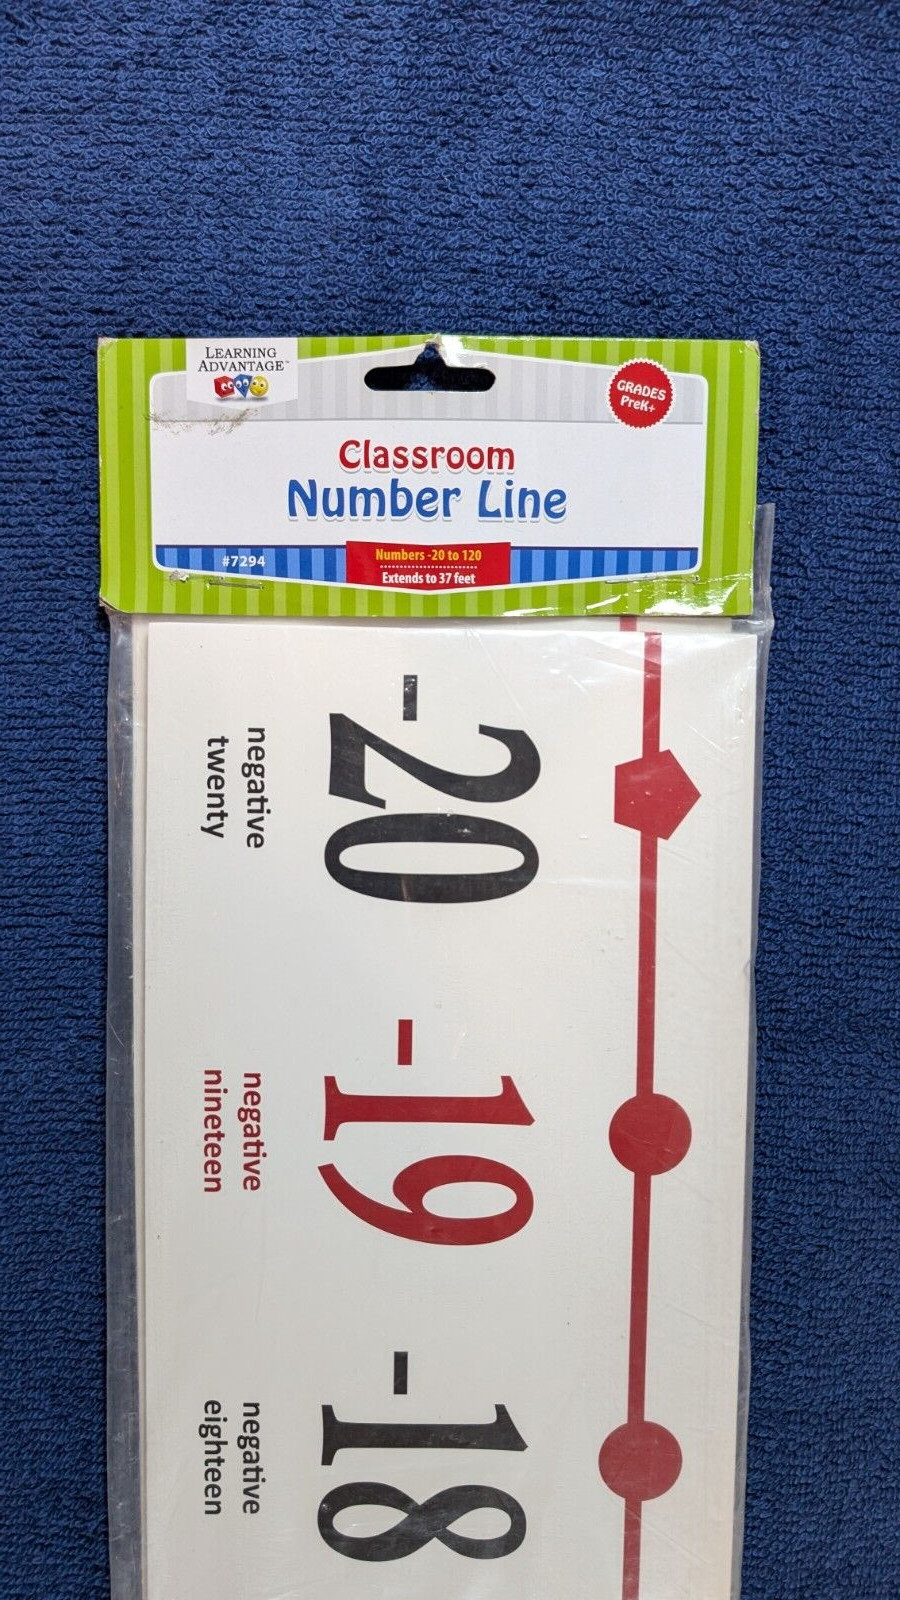 LEARNING
ADVANTAGE™
GRADES
PreK+
Classroom
Number Line
#7294
Numbers -20 to 120
Extends to 37 feet
-20
negative
twenty
-19
negative
nineteen
-18
negative
eighteen